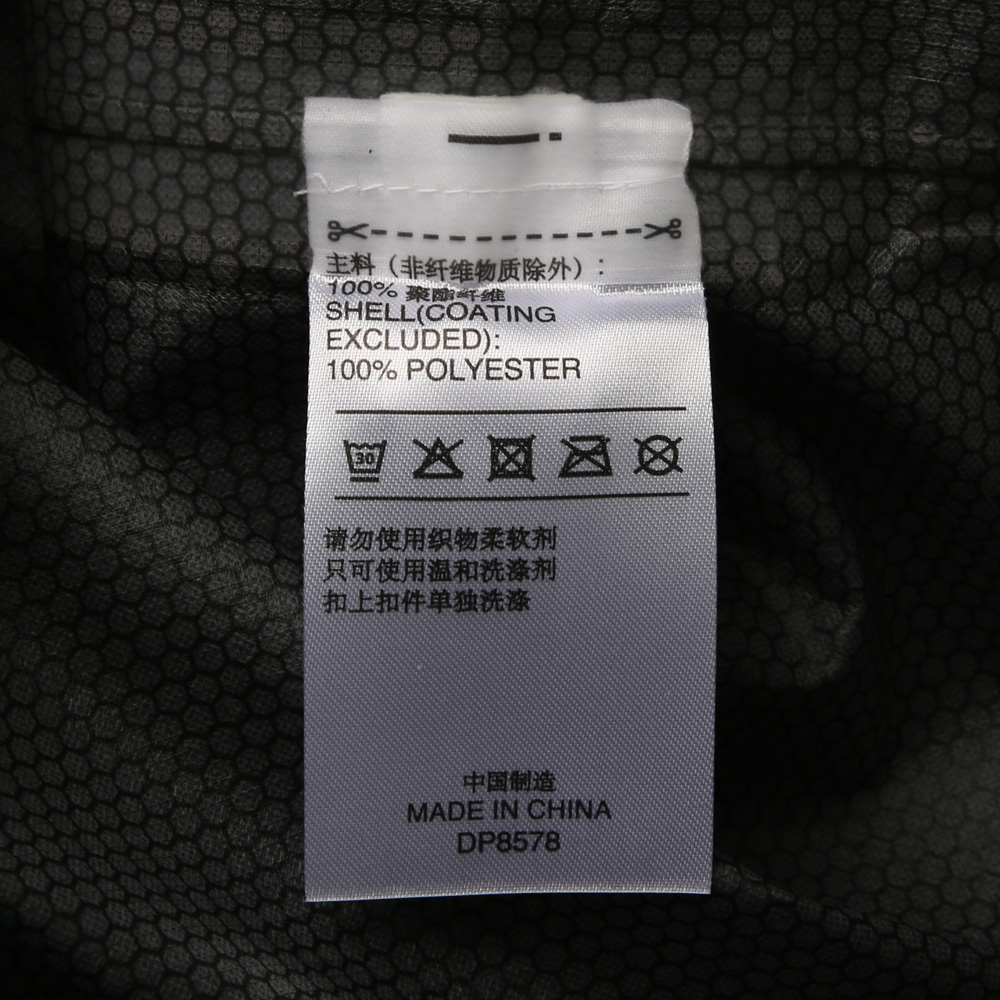 主料（非纤维物质除外）:
100% 聚酯纤维
SHELL(COATING
EXCLUDED):
100% POLYESTER
30
请勿使用织物柔软剂
只可使用温和洗涤剂
扣上扣件单独洗涤
中国制造
MADE IN CHINA
DP8578